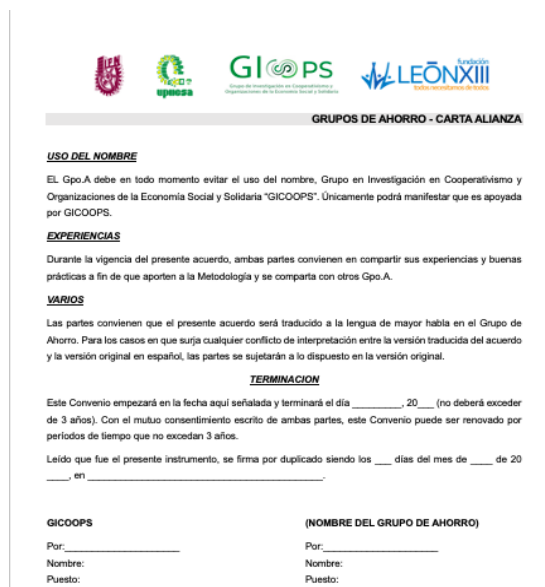 IPN
upiicsa
GICOOPS
Grupo de Investigación en Cooperativismo y
Organizaciones de la Economía Social y Solidaria
fundación
LEÓNXIII
todos necesitamos de todos
GRUPOS DE AHORRO - CARTA ALIANZA
USO DEL NOMBRE
EL Gpo.A debe en todo momento evitar el uso del nombre, Grupo en Investigación en Cooperativismo y
Organizaciones de la Economía Social y Solidaria "GICOOPS". Únicamente podrá manifestar que es apoyada
por GICOOPS.
EXPERIENCIAS
Durante la vigencia del presente acuerdo, ambas partes convienen en compartir sus experiencias y buenas
prácticas a fin de que aporten a la Metodología y se comparta con otros Gpo.A.
VARIOS
Las partes convienen que el presente acuerdo será traducido a la lengua de mayor habla en el Grupo de
Ahorro. Para los casos en que surja cualquier conflicto de interpretación entre la versión traducida del acuerdo
y la versión original en español, las partes se sujetarán a lo dispuesto en la versión original.
TERMINACION
Este Convenio empezará en la fecha aquí señalada y terminará el día _________, 20___ (no deberá exceder
de 3 años). Con el mutuo consentimiento escrito de ambas partes, este Convenio puede ser renovado por
períodos de tiempo que no excedan 3 años.
Leído que fue el presente instrumento, se firma por duplicado siendo los ___ días del mes de ____ de 20
____, en ___________________________________________.
GICOOPS (NOMBRE DEL GRUPO DE AHORRO)
Por:_____________________ Por:_____________________
Nombre: Nombre:
Puesto: Puesto: